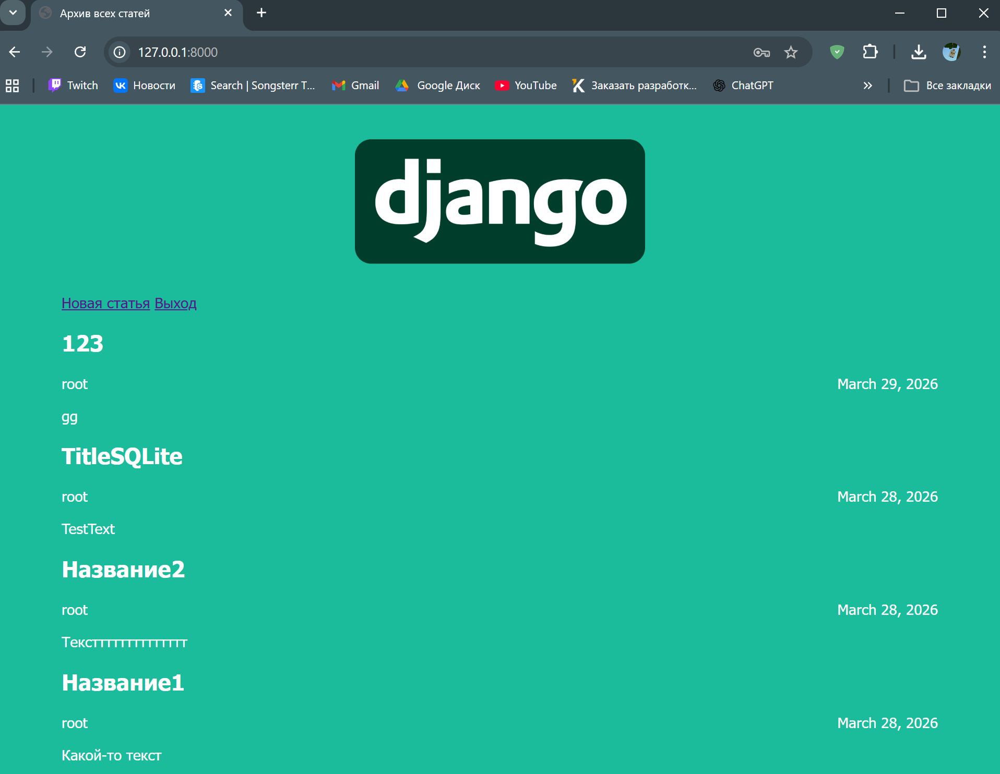 Архив всех статей
127.0.0.1:8000
Twitch Новости Search | Songsterr T... Gmail Google Диск YouTube Заказать разработк... ChatGPT Все закладки
django
Новая статья Выход
123
root March 29, 2026
gg
TitleSQLite
root March 28, 2026
TestText
Название2
root March 28, 2026
Текстттттттттттттт
Название1
root March 28, 2026
Какой-то текст